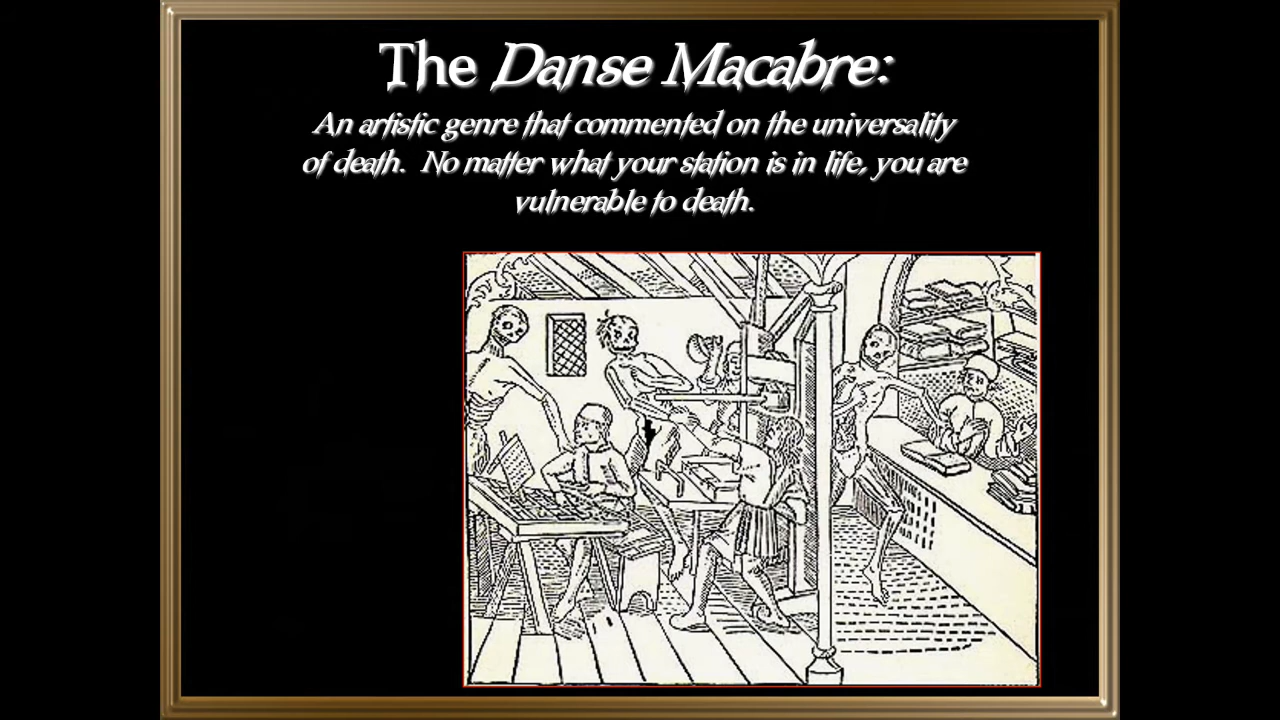 The Danse Macabre:
An artistic genre that commented on the universality
of death.  No matter what your station is in life, you are
vulnerable to death.